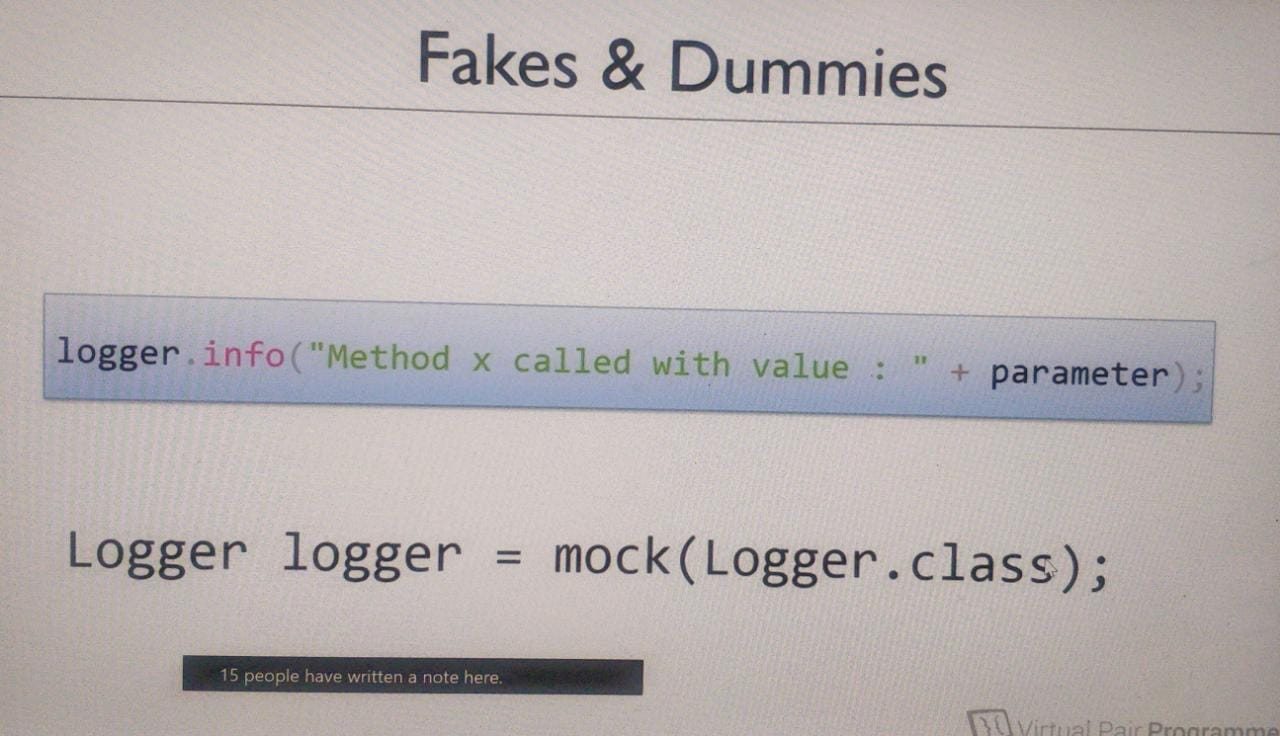 Fakes & Dummies
logger.info("Method x called with value : " + parameter);
Logger logger = mock(Logger.class);
15 people have written a note here.
Virtual Pair Programme